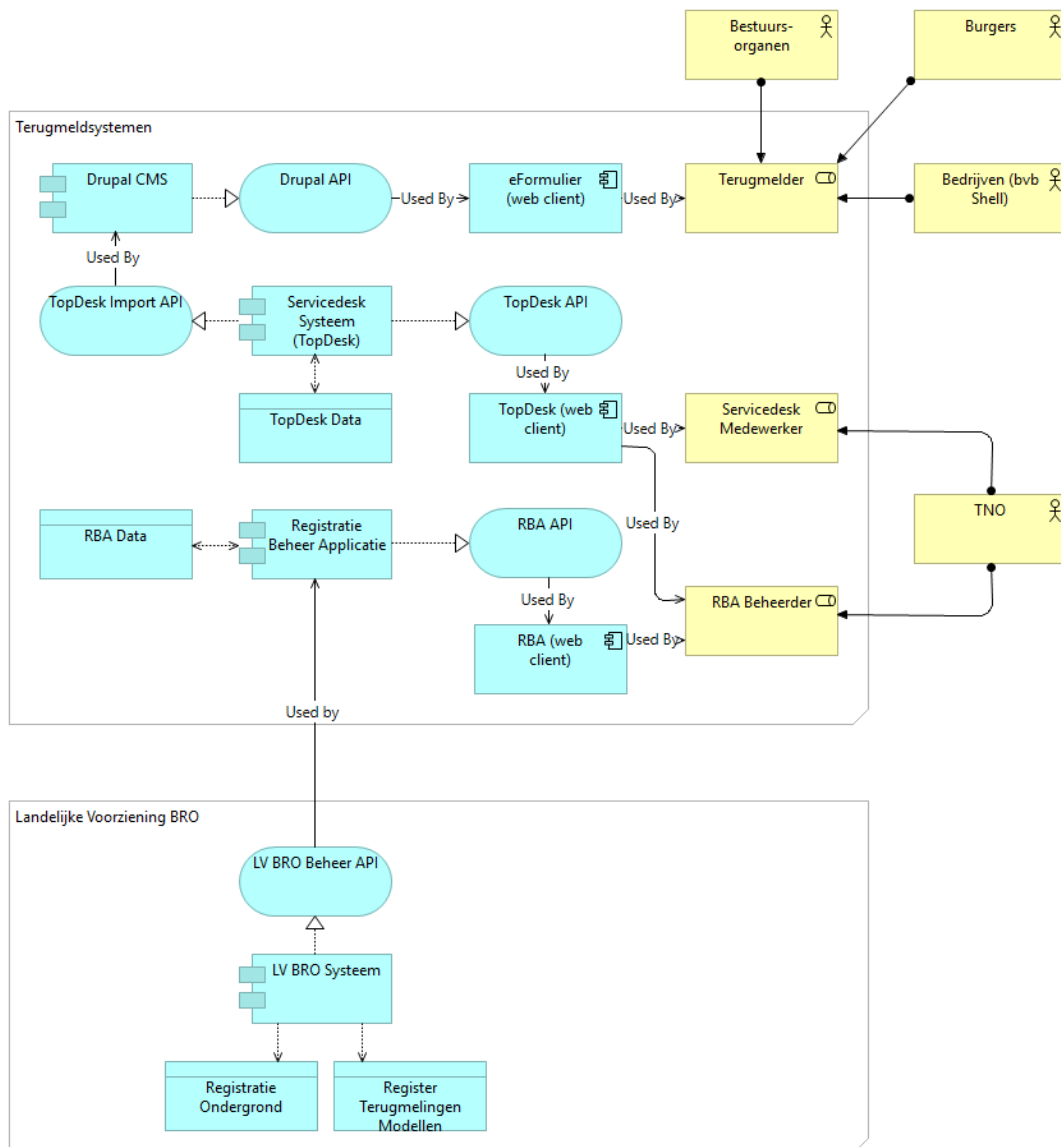 Bestuurs-
organen
Burgers
Terugmeldsystemen
Drupal CMS
Drupal API
eFormulier
(web client)
Terugmelder
Bedrijven (bvb
Shell)
Used By
Used By
Used By
TopDesk Import API
Servicedesk
Systeem
(TopDesk)
TopDesk API
Used By
TopDesk Data
TopDesk (web
client)
Used By
Servicedesk
Medewerker
RBA Data
Registratie
Beheer Applicatie
RBA API
Used By
TNO
Used By
RBA Beheerder
RBA (web
client)
Used By
Used by
Landelijke Voorziening BRO
LV BRO Beheer API
LV BRO Systeem
Registratie
Ondergrond
Register
Terugmelingen
Modellen